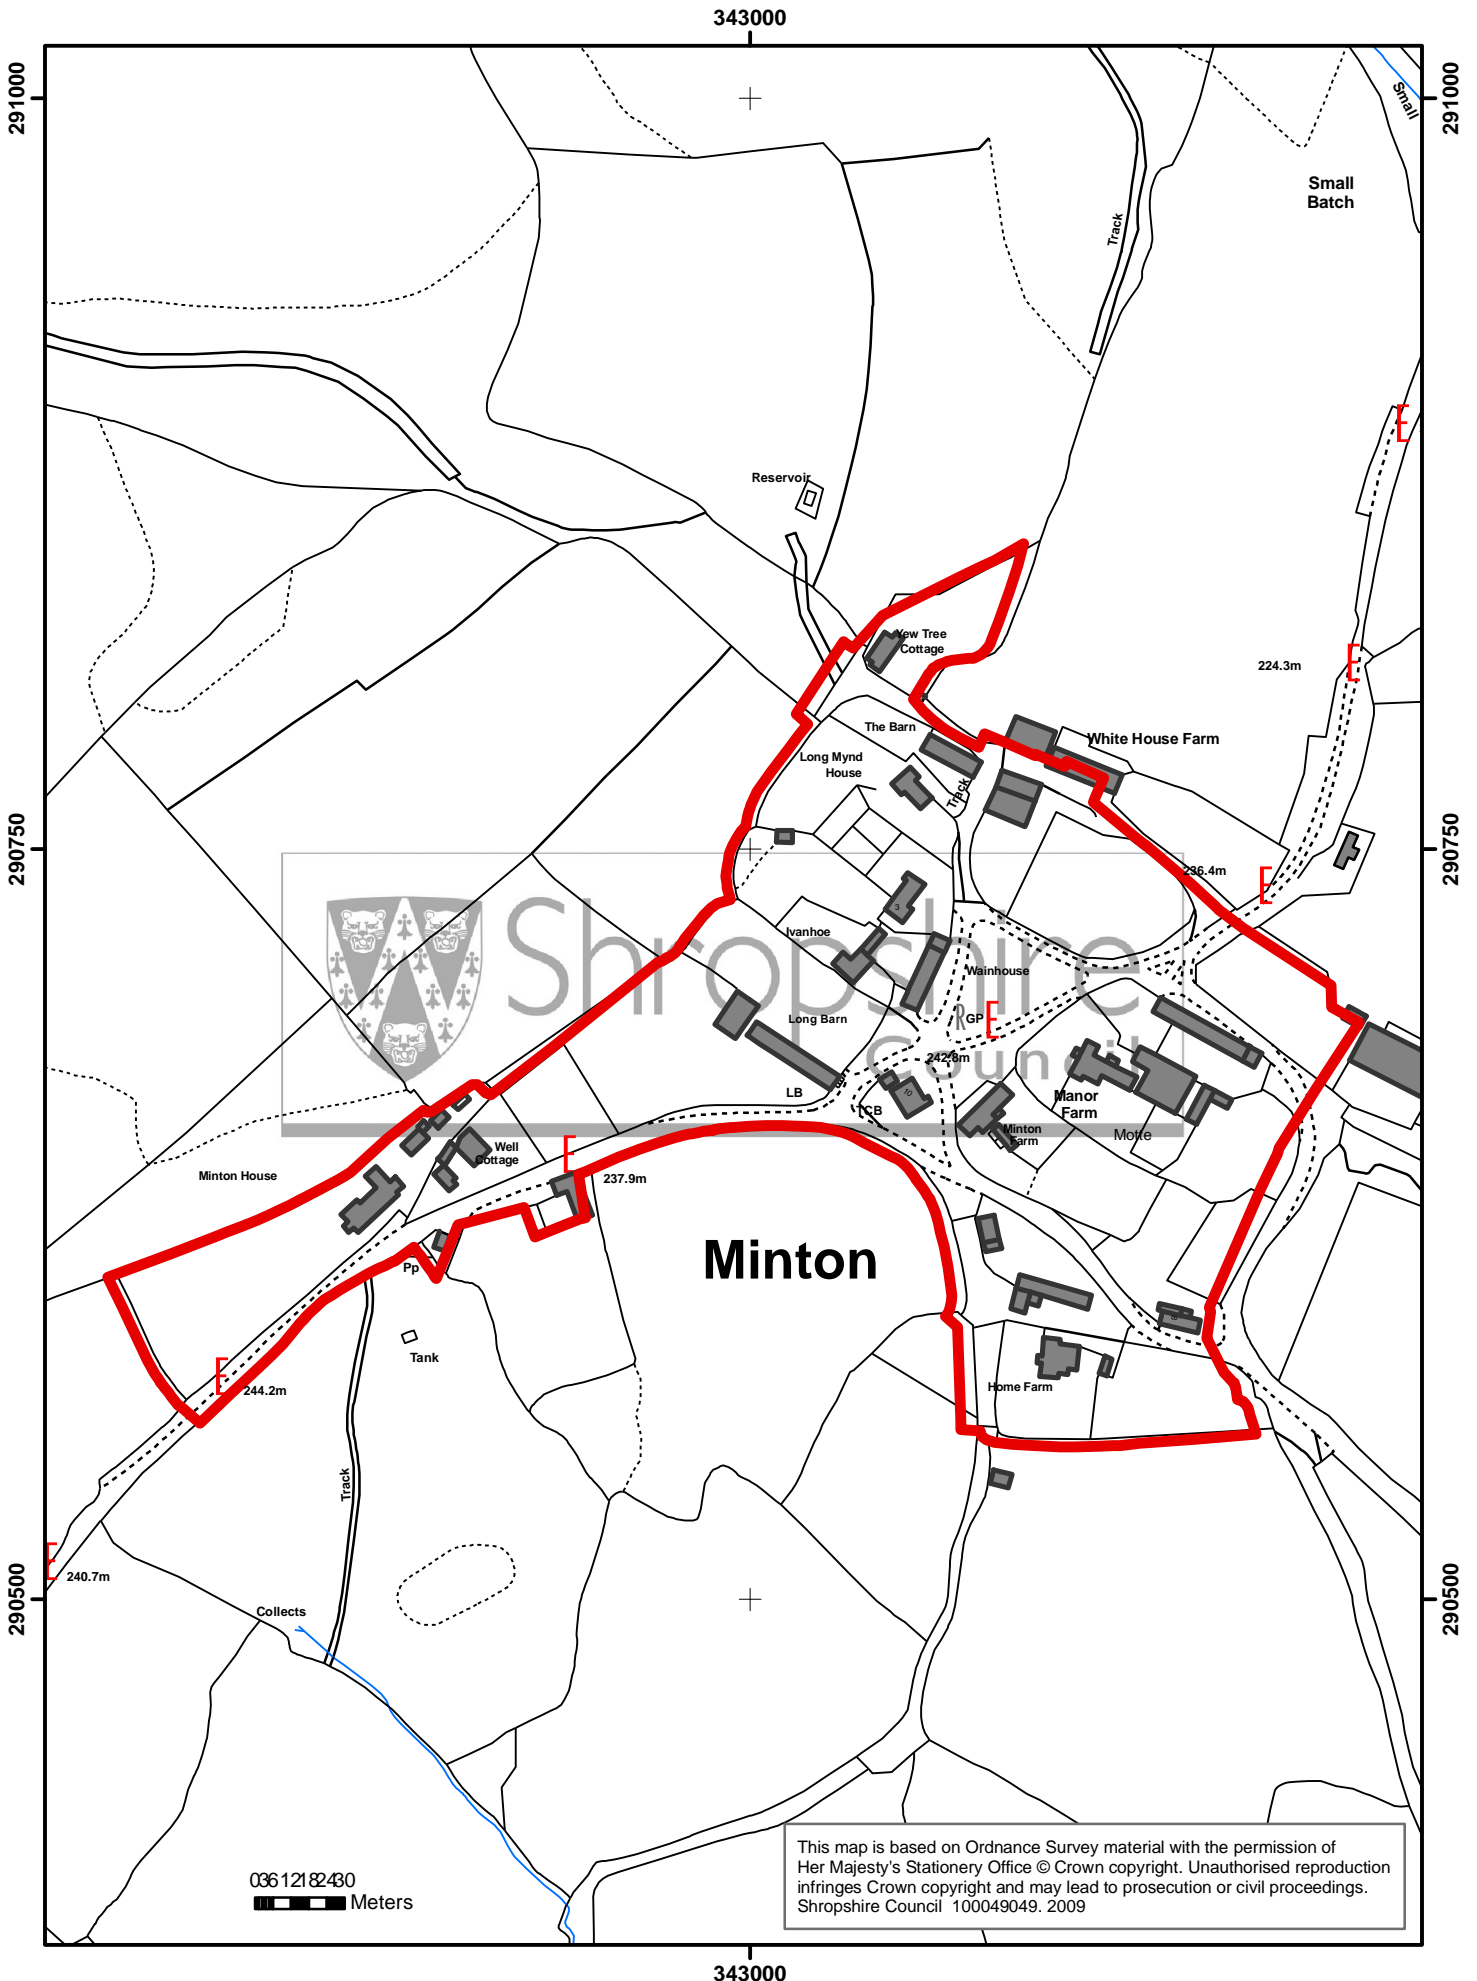 343000
291000
291000
Small
Small
Batch
Track
Reservoir
Yew Tree
Cottage
224.3m
The Barn
White House Farm
Long Mynd
House
Track
290750
290750
236.4m
3
Shropshire
Council
Ivanhoe
Wainhouse
Long Barn
GP
242.8m
LB
10
TCB
Manor
Farm
Minton
Farm
Motte
Well
Cottage
Minton House
237.9m
Minton
Pp
Tank
8
Home Farm
244.2m
Track
240.7m
290500
290500
Collects
This map is based on Ordnance Survey material with the permission of
Her Majesty's Stationery Office © Crown copyright. Unauthorised reproduction
infringes Crown copyright and may lead to prosecution or civil proceedings.
Shropshire Council 100049049. 2009
0 3 6 12 18 24 30
Meters
343000